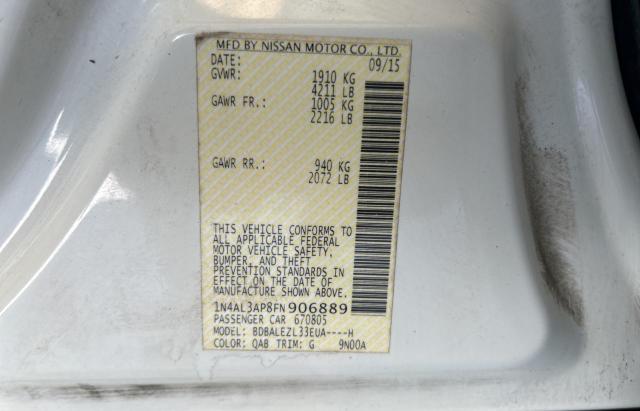 MFD BY NISSAN MOTOR CO., LTD.
DATE: 09/15
GVWR: 1910 KG
4211 LB
GAWR FR.: 1005 KG
2216 LB
GAWR RR.: 940 KG
2072 LB
THIS VEHICLE CONFORMS TO
ALL APPLICABLE FEDERAL
MOTOR VEHICLE SAFETY,
BUMPER, AND THEFT
PREVENTION STANDARDS IN
EFFECT ON THE DATE OF
MANUFACTURE SHOWN ABOVE.
1N4AL3AP8FN906889
PASSENGER CAR 670805
MODEL: BDBALEZL33EUA----H
COLOR: QAB TRIM: G 9N00A